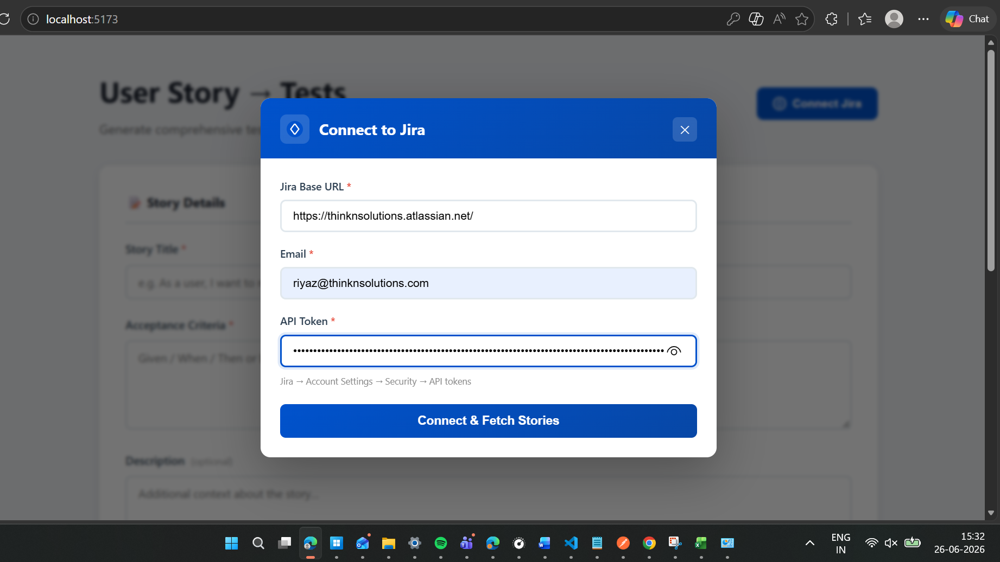 localhost:5173
Chat
User Story → Tests
Connect Jira
Generate comprehensive
Connect to Jira
Jira Base URL *
https://thinknsolutions.atlassian.net/
Story Details
Email *
Story Title *
riyaz@thinknsolutions.com
e.g. As a user, I want to
API Token *
Acceptance Criteria *
Given / When / Then or
Jira → Account Settings → Security → API tokens
Connect & Fetch Stories
Description (optional)
Additional context about the story...
ENG
IN
15:32
26-06-2026